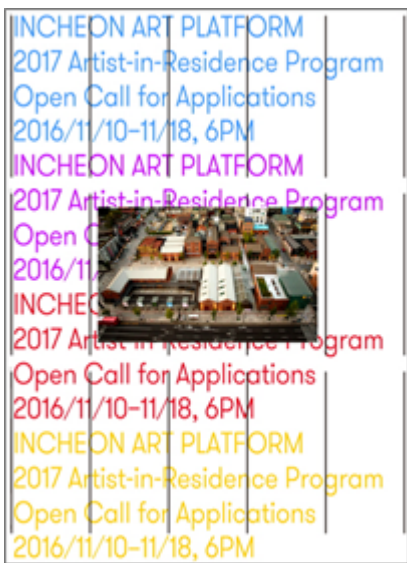 INCHEON ART PLATFORM
2017 Artist-in-Residence Program
Open Call for Applications
2016/11/10–11/18, 6PM
INCHEON ART PLATFORM
2017 Artist-in-Residence Program
Open
2016/11/
INCHEO
2017 Artist-in-Residence Program
Open Call for Applications
2016/11/10–11/18, 6PM
INCHEON ART PLATFORM
2017 Artist-in-Residence Program
Open Call for Applications
2016/11/10–11/18, 6PM